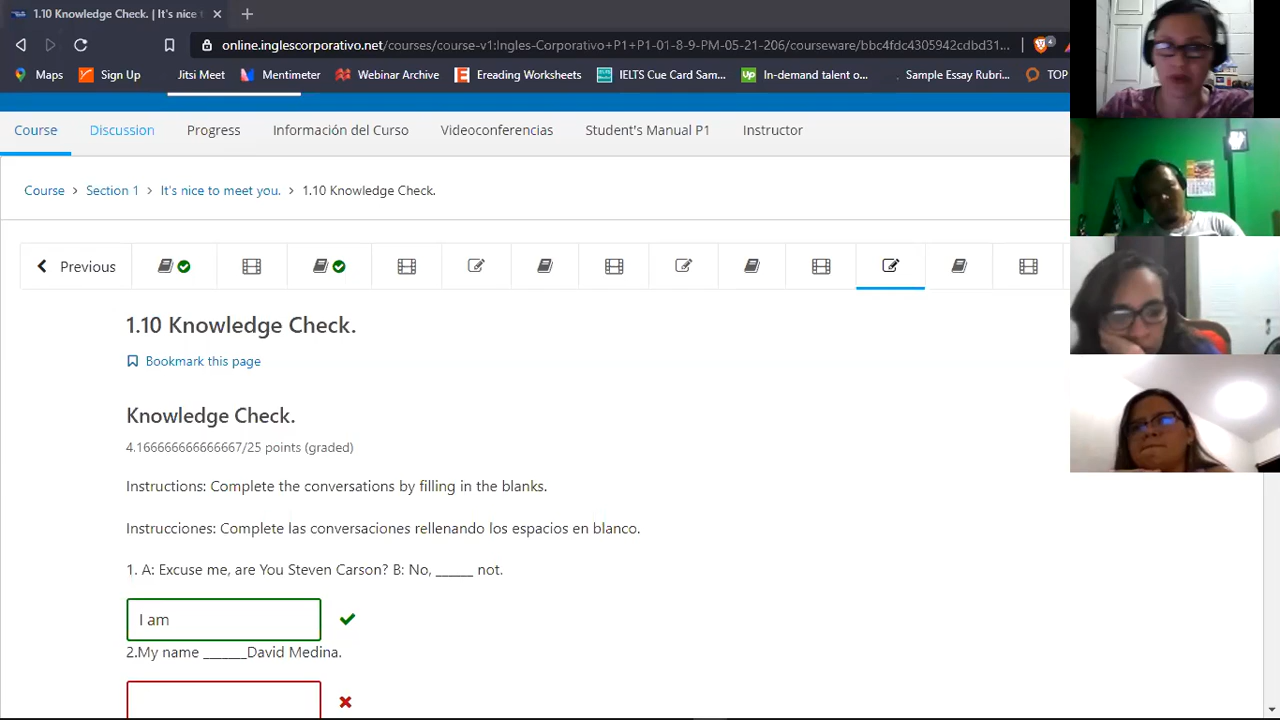 1.10 Knowledge Check. | It's nice t
online.inglescorporativo.net/courses/course-v1:Ingles-Corporativo+P1+P1-01-8-9-PM-05-21-206/courseware/bbc4fdc4305942cdbd31...
Maps Sign Up Jitsi Meet Mentimeter Webinar Archive Ersling Worksheets IELTS Cue Card Sam... In-demand talent o... Sample Essay Rubri... TOP
Course Discussion Progress Información del Curso Videoconferencias Student's Manual P1 Instructor
Course > Section 1 > It's nice to meet you. > 1.10 Knowledge Check.
Previous
1.10 Knowledge Check.
Bookmark this page
Knowledge Check.
4.166666666666667/25 points (graded)
Instructions: Complete the conversations by filling in the blanks.
Instrucciones: Complete las conversaciones rellenando los espacios en blanco.
1. A: Excuse me, are You Steven Carson? B: No, ______ not.
I am
2.My name _______David Medina.